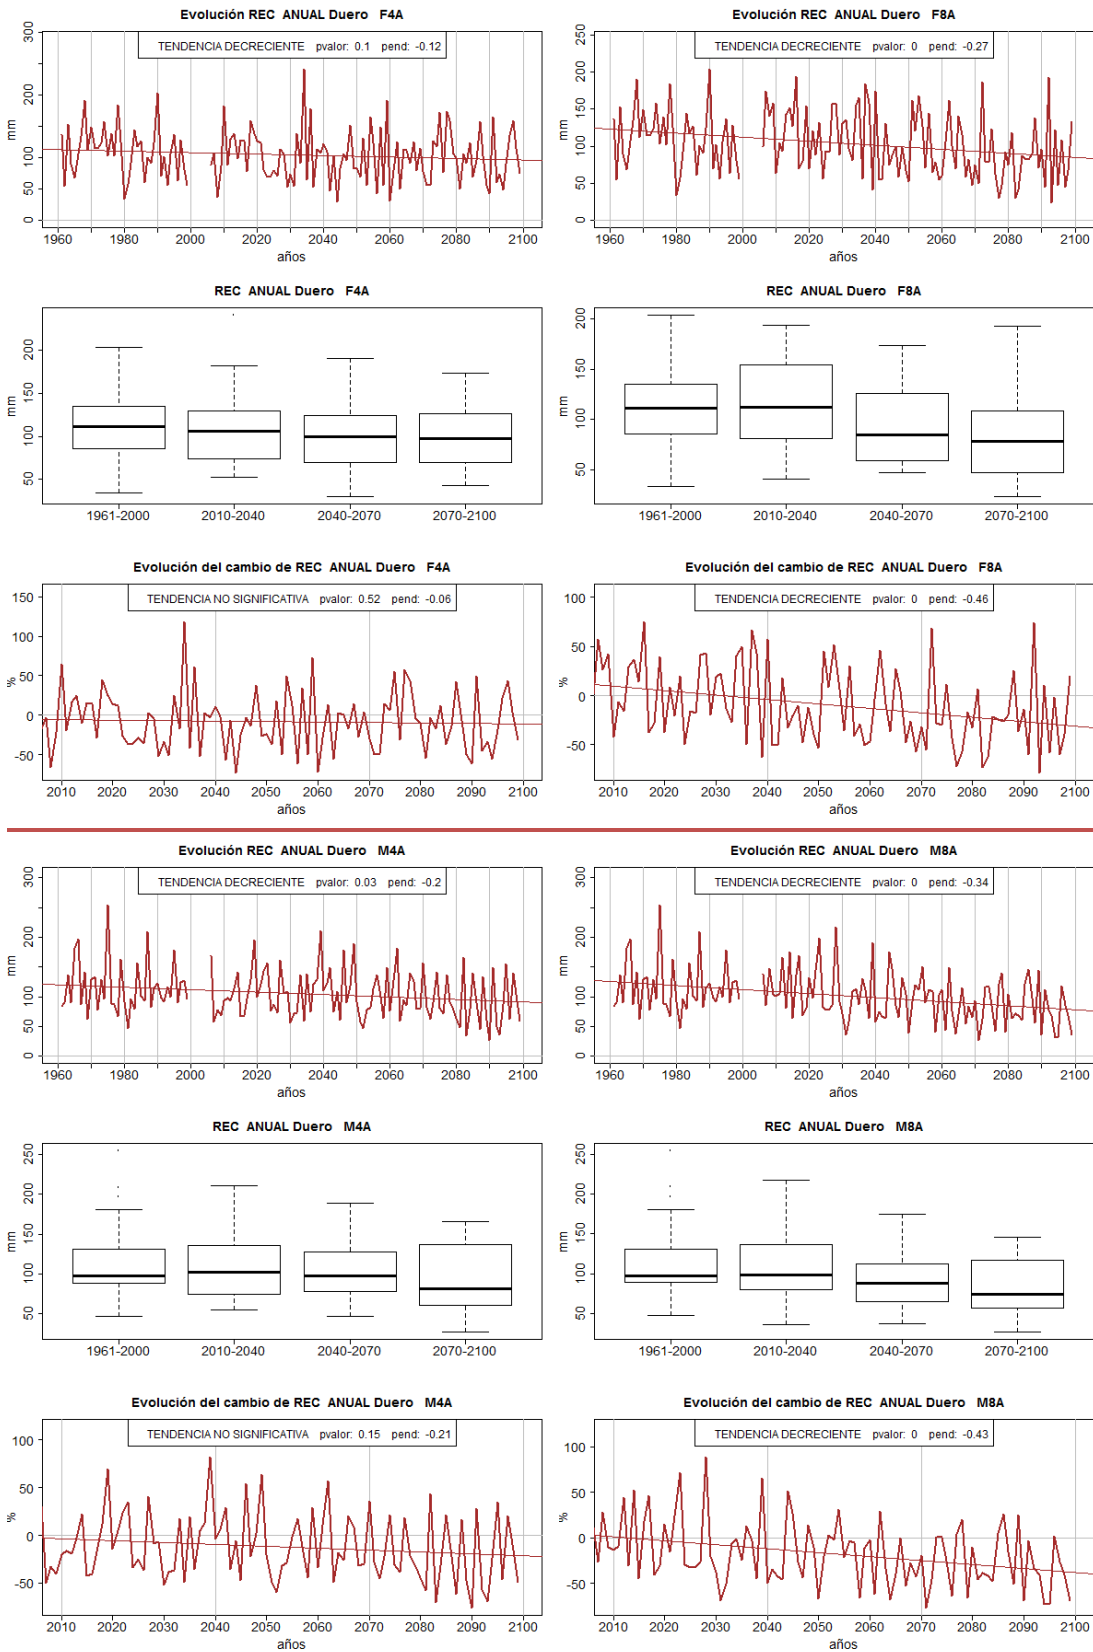 Evolución REC ANUAL Duero F4A
TENDENCIA DECRECIENTE pvalor: 0.1 pend: -0.12
mm
0 50 100 200 300
1960 1980 2000 2020 2040 2060 2080 2100
años
Evolución REC ANUAL Duero F8A
TENDENCIA DECRECIENTE pvalor: 0 pend: -0.27
mm
0 50 100 150 200 250
1960 1980 2000 2020 2040 2060 2080 2100
años
REC ANUAL Duero F4A
mm
50 100 150 200
1961-2000 2010-2040 2040-2070 2070-2100
REC ANUAL Duero F8A
mm
50 100 150 200
1961-2000 2010-2040 2040-2070 2070-2100
Evolución del cambio de REC ANUAL Duero F4A
TENDENCIA NO SIGNIFICATIVA pvalor: 0.52 pend: -0.06
%
-50 0 50 100 150
2010 2020 2030 2040 2050 2060 2070 2080 2090 2100
años
Evolución del cambio de REC ANUAL Duero F8A
TENDENCIA DECRECIENTE pvalor: 0 pend: -0.46
%
-50 0 50 100
2010 2020 2030 2040 2050 2060 2070 2080 2090 2100
años
Evolución REC ANUAL Duero M4A
TENDENCIA DECRECIENTE pvalor: 0.03 pend: -0.2
mm
0 50 100 200 300
1960 1980 2000 2020 2040 2060 2080 2100
años
Evolución REC ANUAL Duero M8A
TENDENCIA DECRECIENTE pvalor: 0 pend: -0.34
mm
0 50 100 200 300
1960 1980 2000 2020 2040 2060 2080 2100
años
REC ANUAL Duero M4A
mm
50 100 150 200 250
1961-2000 2010-2040 2040-2070 2070-2100
REC ANUAL Duero M8A
mm
50 100 150 200 250
1961-2000 2010-2040 2040-2070 2070-2100
Evolución del cambio de REC ANUAL Duero M4A
TENDENCIA NO SIGNIFICATIVA pvalor: 0.15 pend: -0.21
%
-50 0 50 100
2010 2020 2030 2040 2050 2060 2070 2080 2090 2100
años
Evolución del cambio de REC ANUAL Duero M8A
TENDENCIA DECRECIENTE pvalor: 0 pend: -0.43
%
-50 0 50 100
2010 2020 2030 2040 2050 2060 2070 2080 2090 2100
años